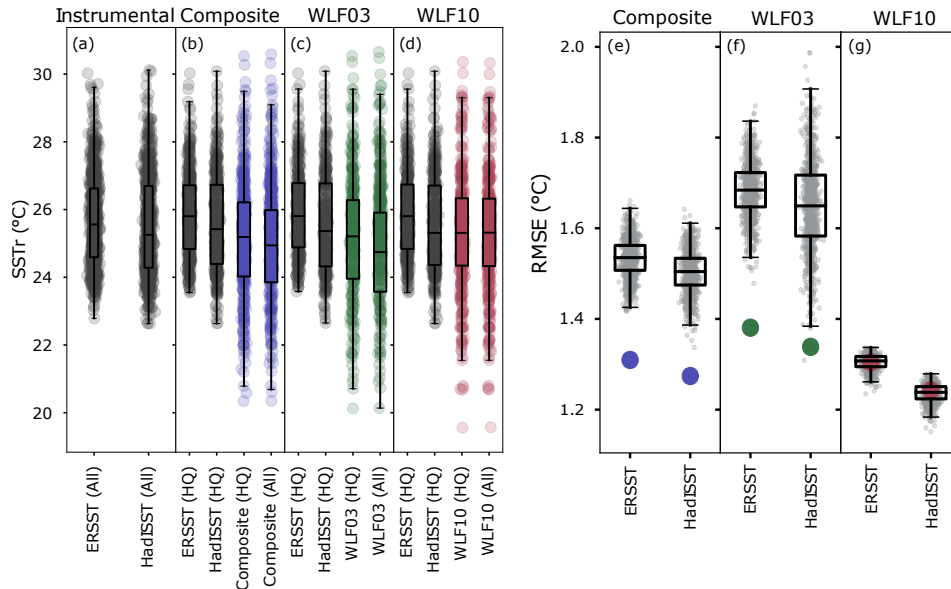 Instrumental Composite WLF03 WLF10
(a) (b) (c) (d)
SSTr (°C)
30
28
26
24
22
20
ERSST (All)
HadISST (All)
ERSST (HQ)
HadISST (HQ)
Composite (HQ)
Composite (All)
ERSST (HQ)
HadISST (HQ)
WLF03 (HQ)
WLF03 (All)
ERSST (HQ)
HadISST (HQ)
WLF10 (HQ)
WLF10 (All)
Composite WLF03 WLF10
(e) (f) (g)
RMSE (°C)
2.0
1.8
1.6
1.4
1.2
ERSST
HadISST
ERSST
HadISST
ERSST
HadISST